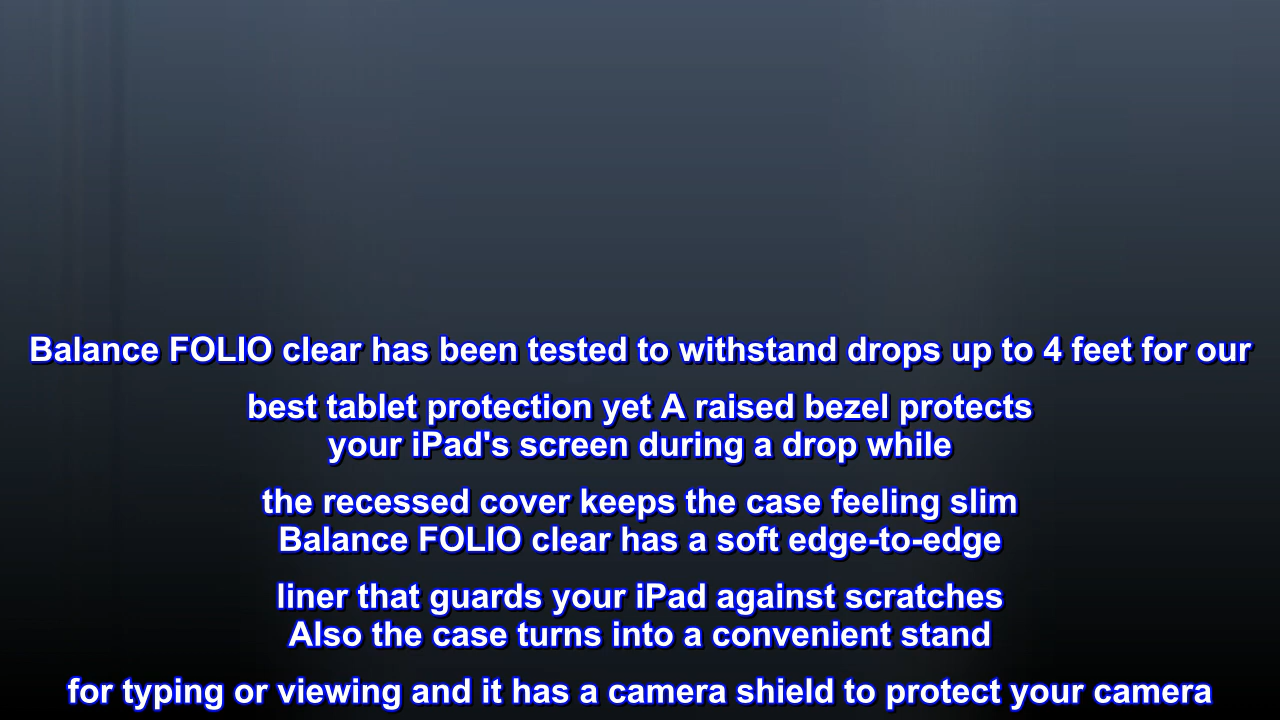 Balance FOLIO clear has been tested to withstand drops up to 4 feet for our
best tablet protection yet A raised bezel protects
your iPad's screen during a drop while
the recessed cover keeps the case feeling slim
Balance FOLIO clear has a soft edge-to-edge
liner that guards your iPad against scratches
Also the case turns into a convenient stand
for typing or viewing and it has a camera shield to protect your camera